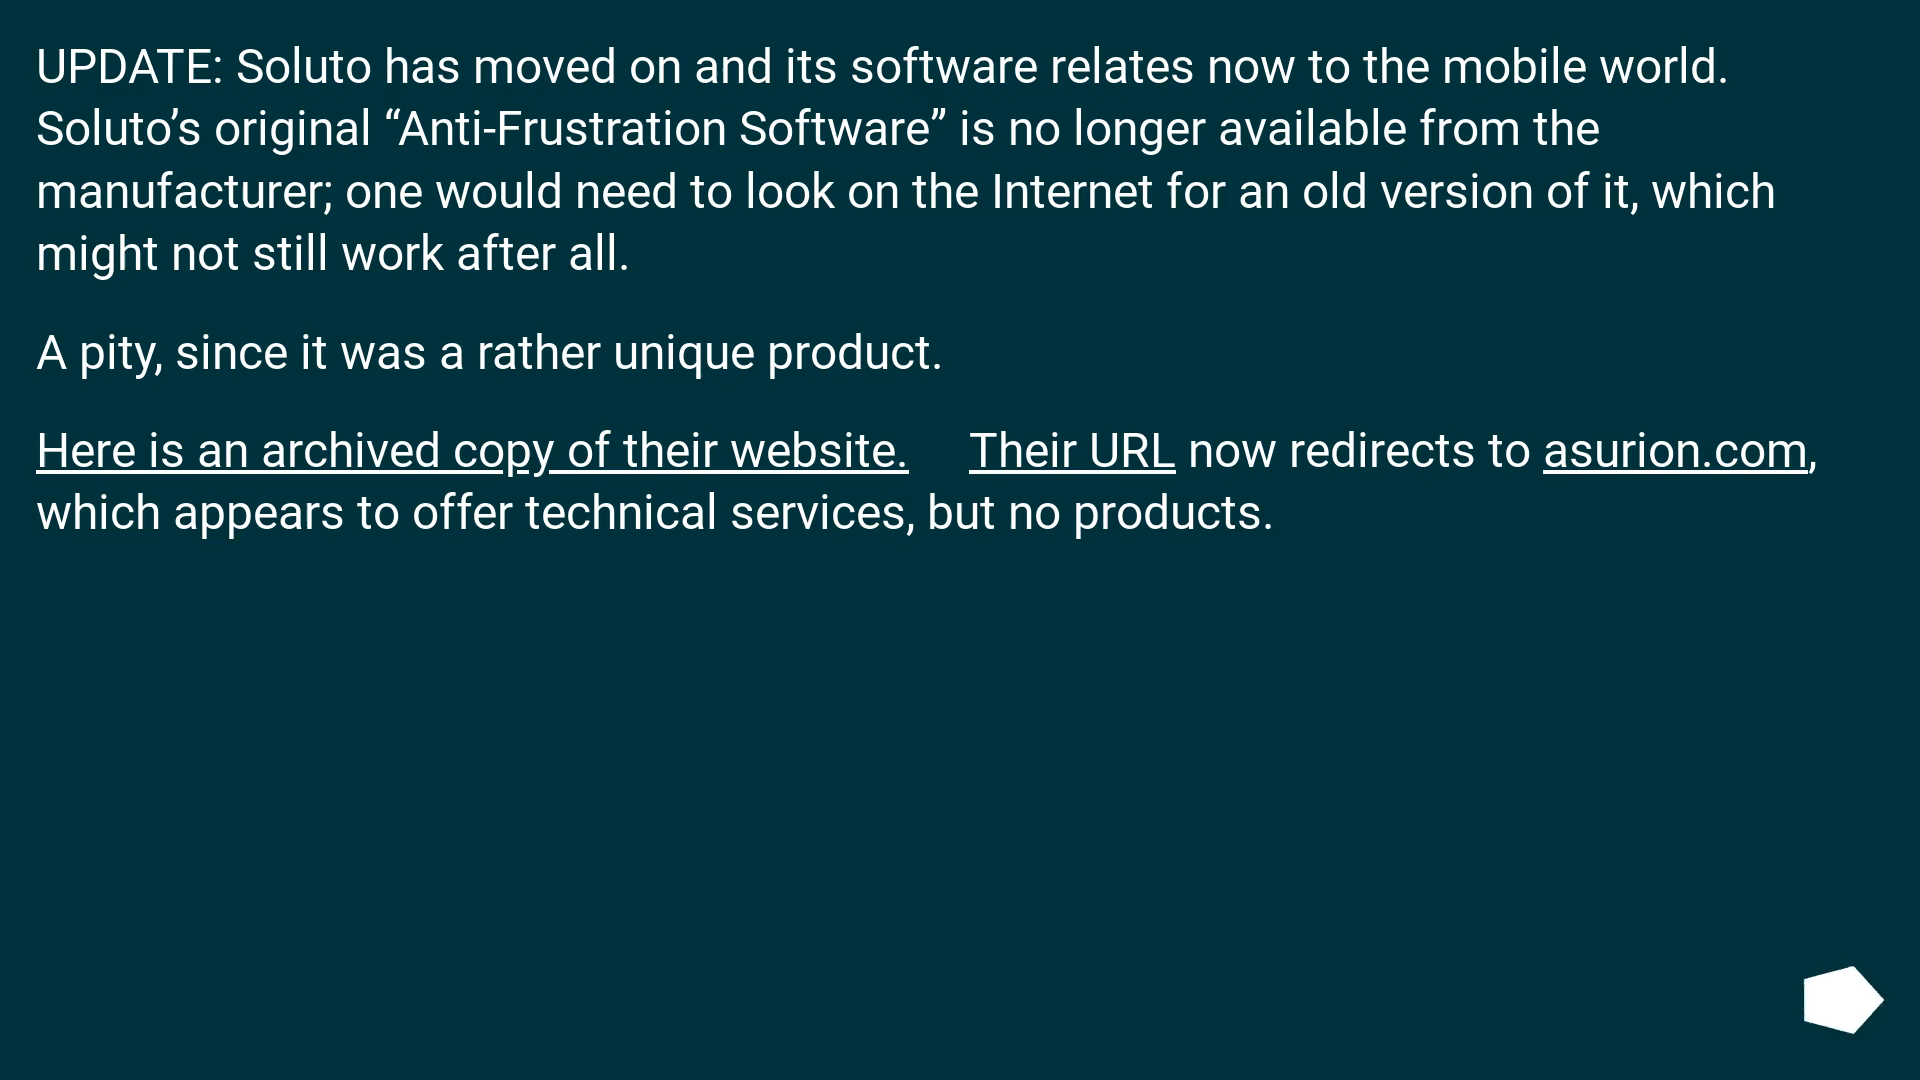 UPDATE: Soluto has moved on and its software relates now to the mobile world.
Soluto’s original “Anti-Frustration Software” is no longer available from the
manufacturer; one would need to look on the Internet for an old version of it, which
might not still work after all.
A pity, since it was a rather unique product.
Here is an archived copy of their website. Their URL now redirects to asurion.com,
which appears to offer technical services, but no products.